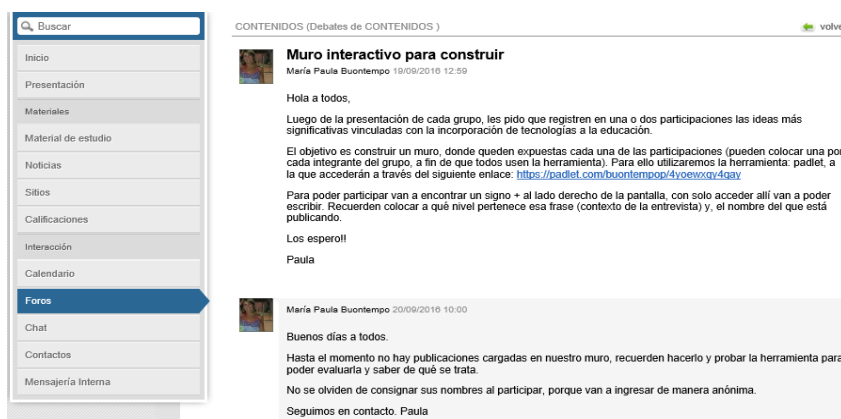 Buscar
Inicio
Presentación
Materiales
Material de estudio
Noticias
Sitios
Calificaciones
Interacción
Calendario
Foros
Chat
Contactos
Mensajería Interna
CONTENIDOS (Debates de CONTENIDOS )
volve
Muro interactivo para construir
María Paula Buontempo 19/09/2016 12:59
Hola a todos,
Luego de la presentación de cada grupo, les pido que registren en una o dos participaciones las ideas más
significativas vinculadas con la incorporación de tecnologías a la educación.
El objetivo es construir un muro, donde queden expuestas cada una de las participaciones (pueden colocar una por
cada integrante del grupo, a fin de que todos usen la herramienta). Para ello utilizaremos la herramienta: padlet, a
la que accederán a través del siguiente enlace: https://padlet.com/buontempop/4yoewxqy4qay
Para poder participar van a encontrar un signo + al lado derecho de la pantalla, con solo acceder allí van a poder
escribir. Recuerden colocar a qué nivel pertenece esa frase (contexto de la entrevista) y, el nombre del que está
publicando.
Los espero!!
Paula
María Paula Buontempo 20/09/2016 10:00
Buenos días a todos.
Hasta el momento no hay publicaciones cargadas en nuestro muro, recuerden hacerlo y probar la herramienta para
poder evaluarla y saber de qué se trata.
No se olviden de consignar sus nombres al participar, porque van a ingresar de manera anónima.
Seguimos en contacto. Paula